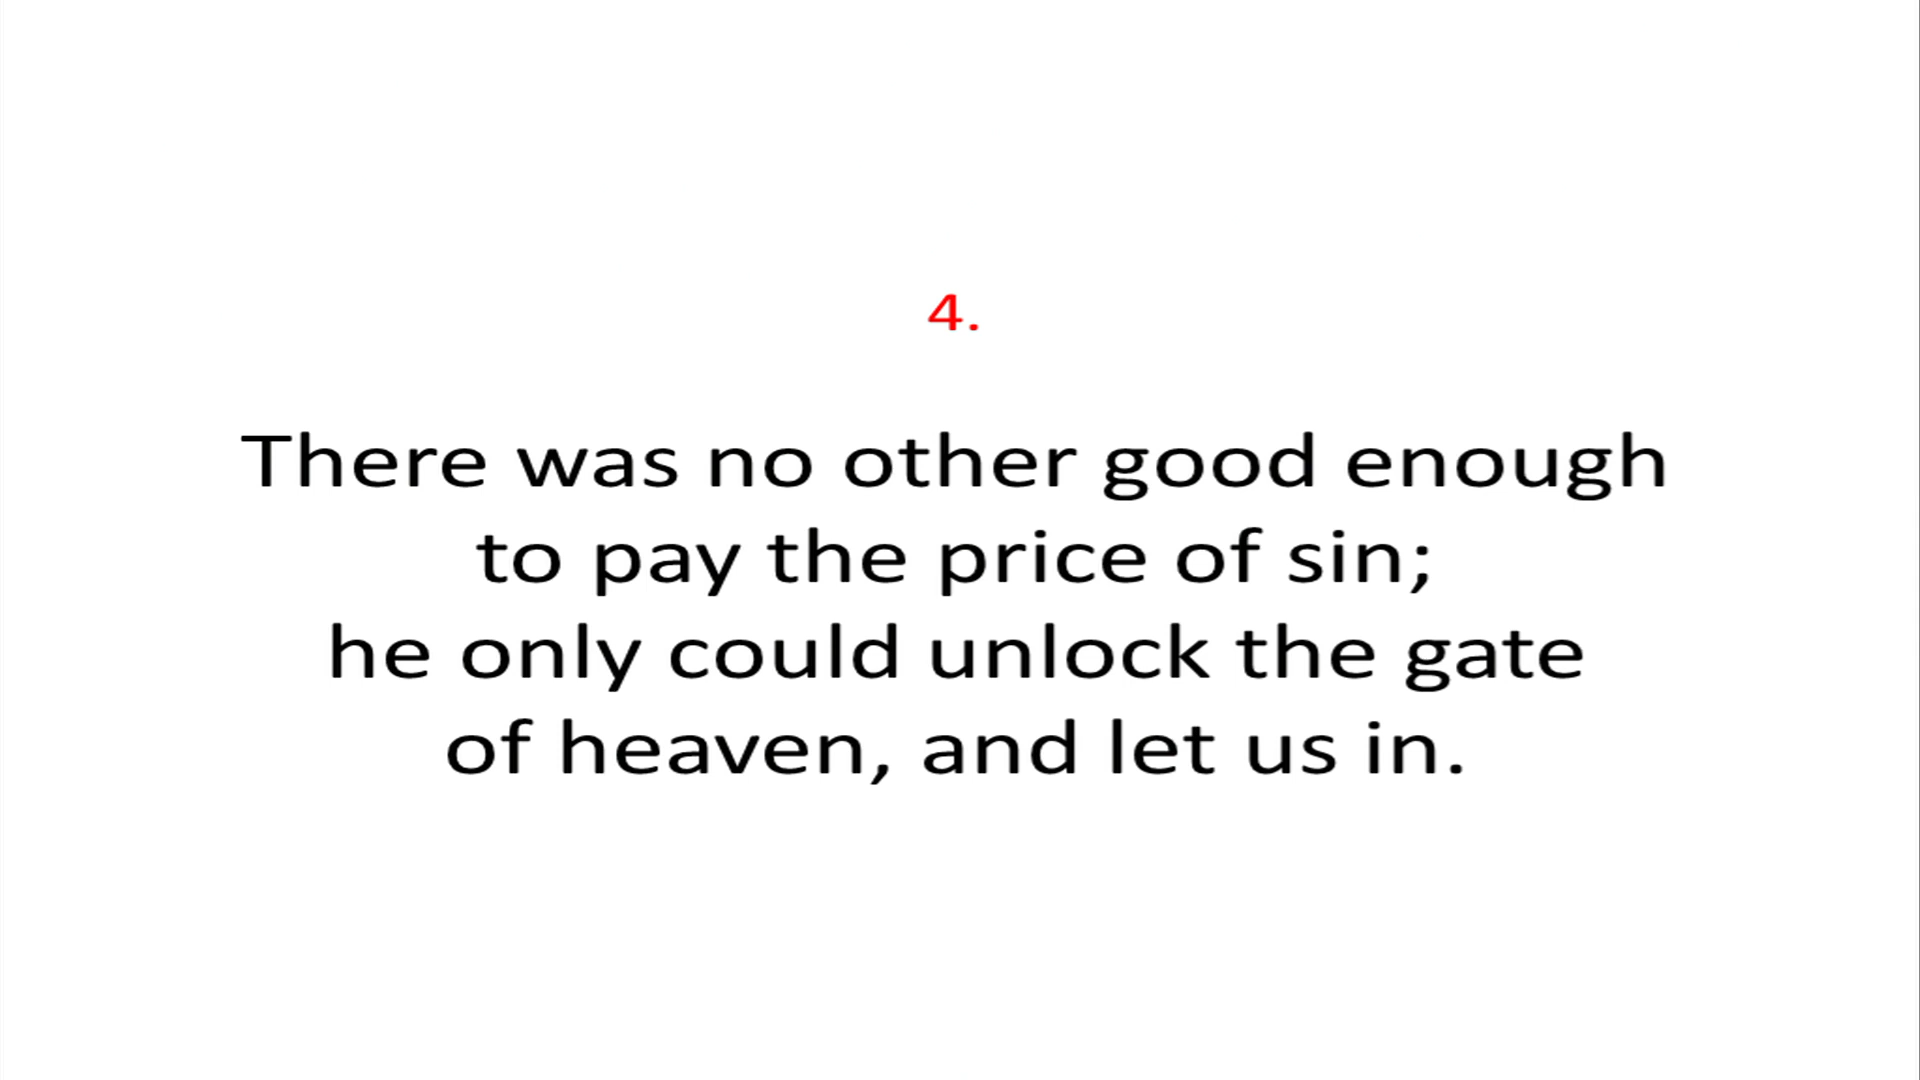 4.
There was no other good enough
to pay the price of sin;
he only could unlock the gate
of heaven, and let us in.